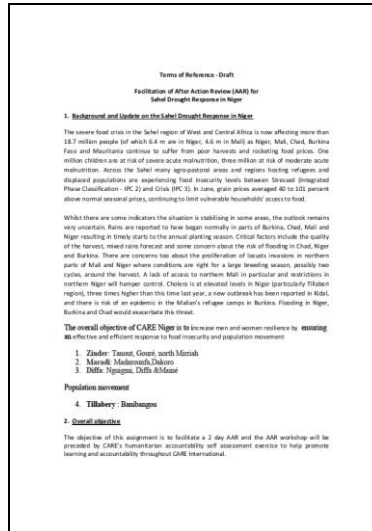 Terms of Reference - Draft
Facilitation of After Action Review (AAR) for
Sahel Drought Response in Niger
1. Background and Update on the Sahel Drought Response in Niger
The severe food crisis in the Sahel region of West and Central Africa is now affecting more than
18.7 million people (of which 6.4 m are in Niger, 4.6 m in Mali) as Niger, Mali, Chad, Burkina
Faso and Mauritania continue to suffer from poor harvests and rocketing food prices. One
million children are at risk of severe acute malnutrition, three million at risk of moderate acute
malnutrition. Across the Sahel many agro-pastoral areas and regions hosting refugees and
displaced populations are experiencing food insecurity levels between Stressed (Integrated
Phase Classification - IPC 2) and Crisis (IPC 3). In June, grain prices averaged 40 to 101 percent
above normal seasonal prices, continuing to limit vulnerable households' access to food.
Whilst there are some indicators the situation is stabilising in some areas, the outlook remains
very uncertain. Rains are reported to have began normally in parts of Burkina, Chad, Mali and
Niger resulting in timely starts to the annual planting season. Critical factors include the quality
of the harvest, mixed rains forecast and some concern about the risk of flooding in Chad, Niger
and Burkina. There are concerns too about the proliferation of locusts invasions in northern
parts of Mali and Niger where conditions are right for a large breeding season, possibly two
cycles, around the harvest. A lack of access to northern Mali in particular and restrictions in
northern Niger will hamper control. Cholera is at elevated levels in Niger (particularly Tillaberi
region), three times higher than this time last year, a new outbreak has been reported in Kidal,
and there is risk of an epidemic in the Malian's refugee camps in Burkina. Flooding in Niger,
Burkina and Chad would exacerbate this threat.
The overall objective of CARE Niger is to increase men and women resilience by ensuring
an effective and efficient response to food insecurity and population movement
1. Zinder: Tanout, Gouré, north Mirriah
2. Maradi: Madarounfa,Dakoro
3. Diffa: Nguigmi, Diffa &Mainé
Population movement
4. Tillabery : Banibangou
2. Overall objective
The objective of this assignment is to facilitate a 2 day AAR and the AAR workshop will be
preceded by CARE's humanitarian accountability self assessment exercise to help promote
learning and accountability throughout CARE International.